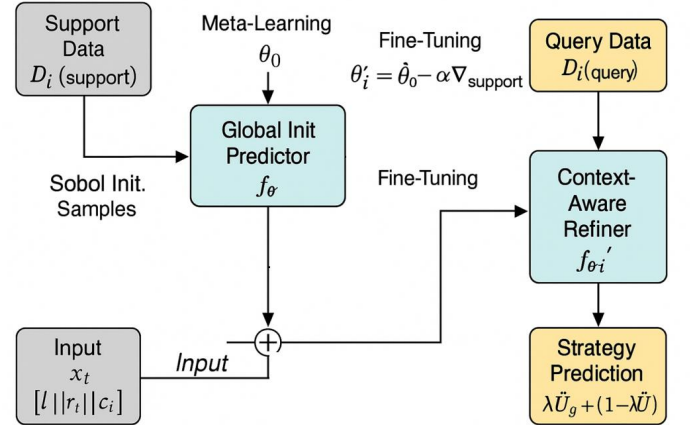 Support
Data
D_i (support)
Meta-Learning
θ_0
Fine-Tuning
θ′_i = θ̇_0 − α∇_support
Query Data
D_i(query)
Sobol Init.
Samples
Global Init
Predictor
f_θ
Fine-Tuning
Context-
Aware
Refiner
f_θi′
Input
x_t
[l||r_t||c_i]
Input
+
Strategy
Prediction
λÜ_g+(1−λÜ)